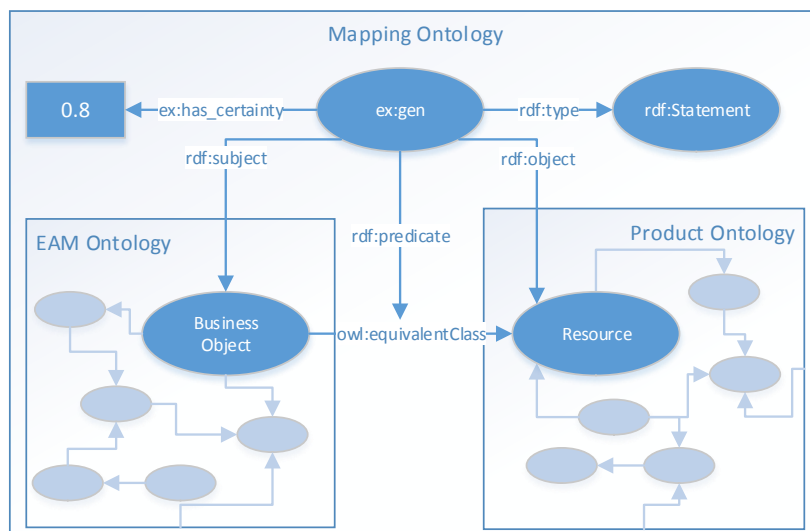 Mapping Ontology
0.8
ex:has_certainty
ex:gen
rdf:type
rdf:Statement
rdf:subject
rdf:object
rdf:predicate
EAM Ontology
Product Ontology
Business
Object
owl:equivalentClass
Resource